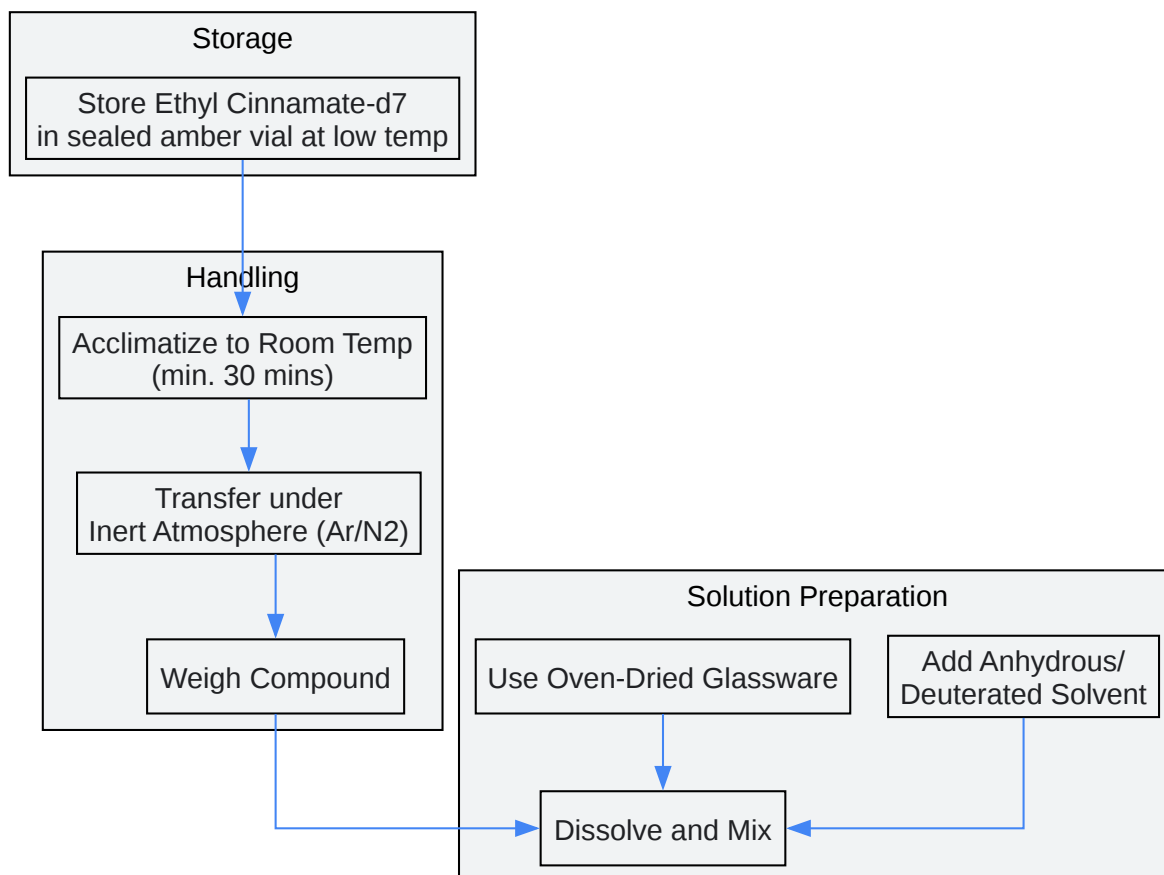 Storage
Store Ethyl Cinnamate-d7
in sealed amber vial at low temp
Handling
Acclimatize to Room Temp
(min. 30 mins)
Transfer under
Inert Atmosphere (Ar/N2)
Weigh Compound
Solution Preparation
Use Oven-Dried Glassware
Add Anhydrous/
Deuterated Solvent
Dissolve and Mix